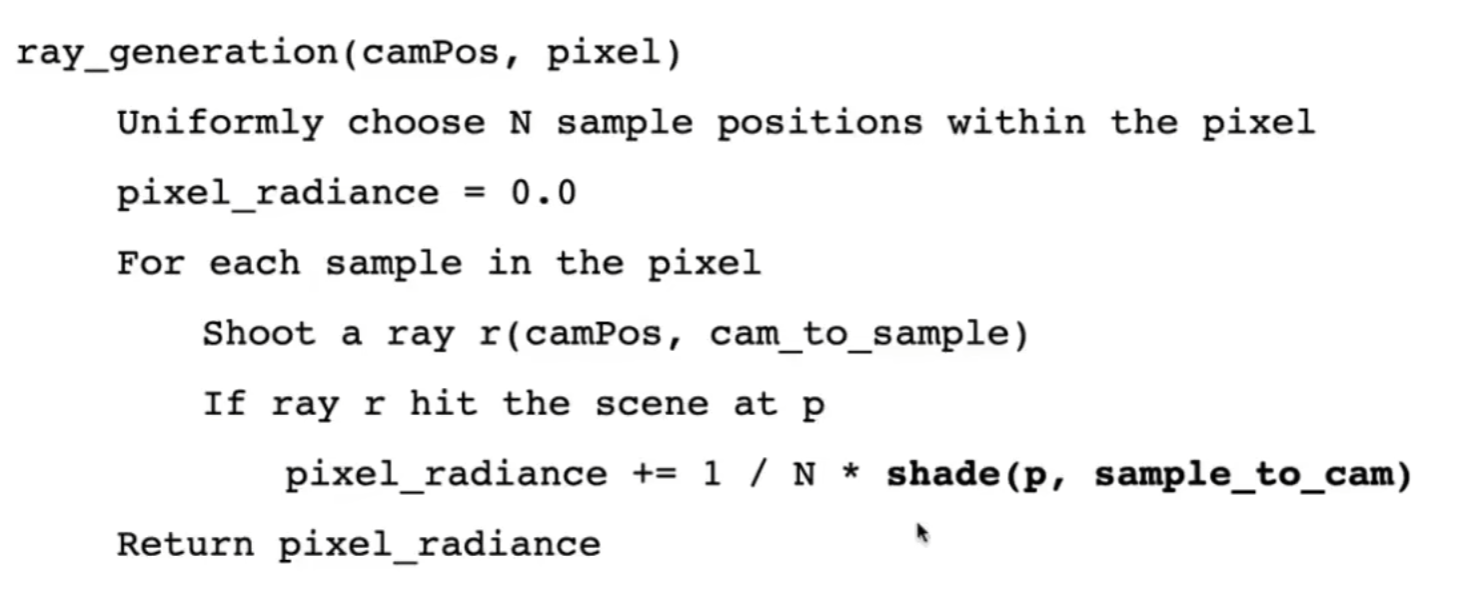 ray_generation(camPos, pixel)
Uniformly choose N sample positions within the pixel
pixel_radiance = 0.0
For each sample in the pixel
Shoot a ray r(camPos, cam_to_sample)
If ray r hit the scene at p
pixel_radiance += 1 / N * shade(p, sample_to_cam)
Return pixel_radiance